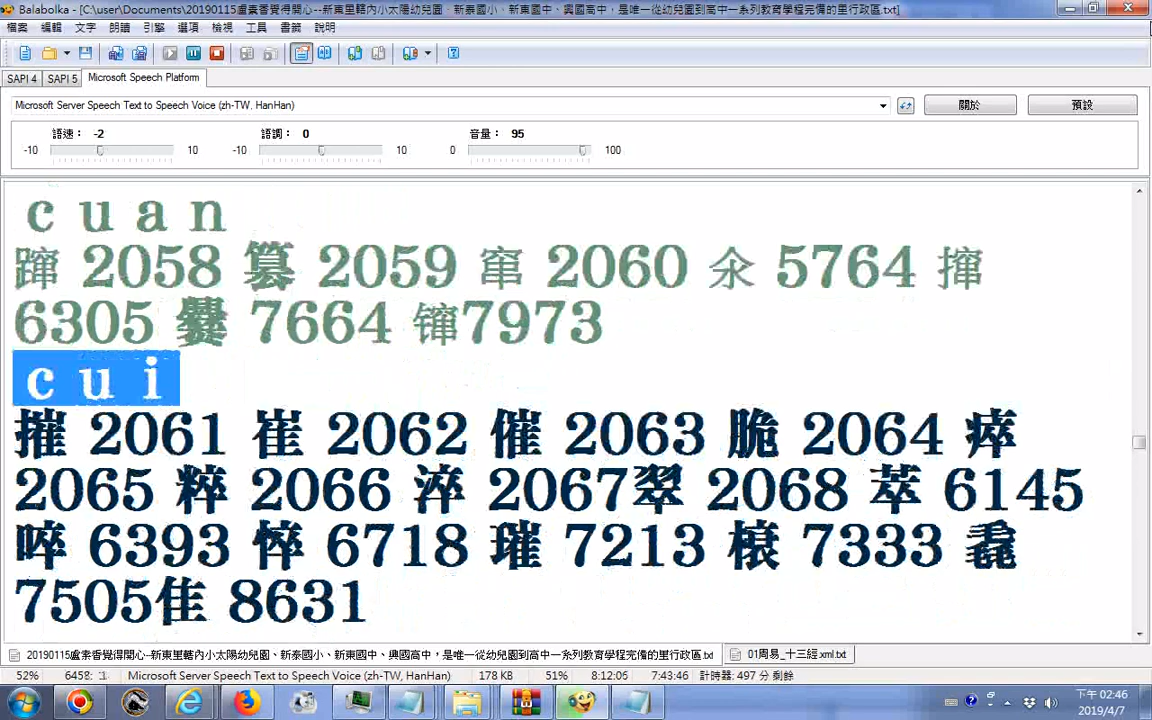 Balabolka - [C:\user\Documents\20190115盧素香覺得開心--新東里轄內小太陽幼兒園、新泰國小、新東國中、興國高中，是唯一從幼兒園到高中一系列教育學程完備的里行政區.txt]
檔案 編輯 文字 朗讀 引擎 選項 檢視 工具 書籤 說明
SAPI 4 SAPI 5 Microsoft Speech Platform
Microsoft Server Speech Text to Speech Voice (zh-TW, HanHan) 關於 預設
語速： -2 語調： 0 音量： 95
-10 10 -10 10 0 100
c u a n
躥 2058 篡 2059 竄 2060 汆 5764 攛
6305 爨 7664 镩7973
c u i
摧 2061 崔 2062 催 2063 脆 2064 瘁
2065 粹 2066 淬 2067翠 2068 萃 6145
啐 6393 悴 6718 璀 7213 榱 7333 毳
7505隹 8631
20190115盧素香覺得開心--新東里轄內小太陽幼兒園、新泰國小、新東國中、興國高中，是唯一從幼兒園到高中一系列教育學程完備的里行政區.txt 01周易_十三經.xml.txt
52% 6458: Microsoft Server Speech Text to Speech Voice (zh-TW, HanHan) 178 KB 51% 8:12:06 7:43:46 計時器: 497 分 剩餘
下午 02:46
2019/4/7